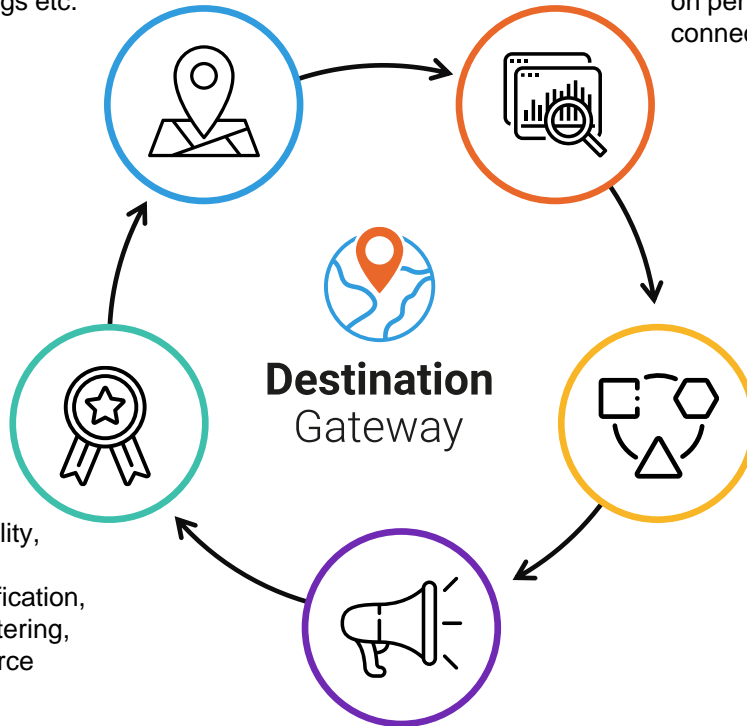 gs etc.
on per
connec
Destination
Gateway
lity,
fication,
tering,
rce